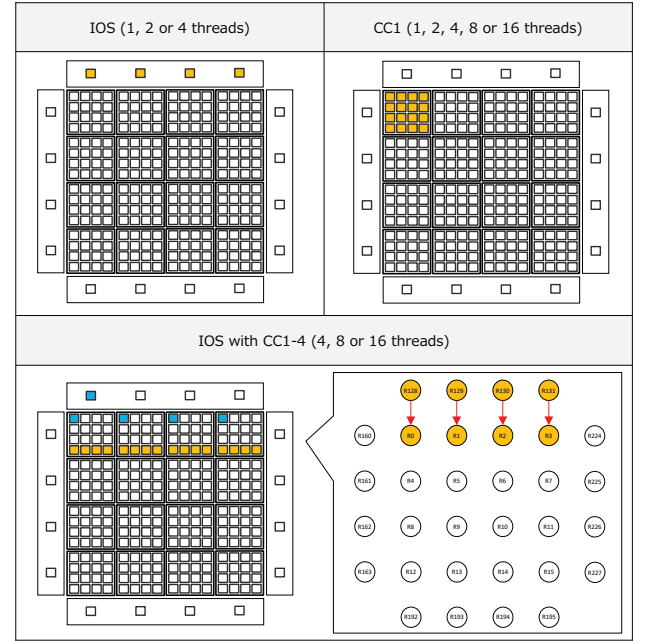 IOS (1, 2 or 4 threads)
CC1 (1, 2, 4, 8 or 16 threads)
IOS with CC1-4 (4, 8 or 16 threads)
R128 R129 R130 R131
R160 R0 R1 R2 R3 R224
R161 R4 R5 R6 R7 R225
R162 R8 R9 R10 R11 R226
R163 R12 R13 R14 R15 R227
R192 R193 R194 R195